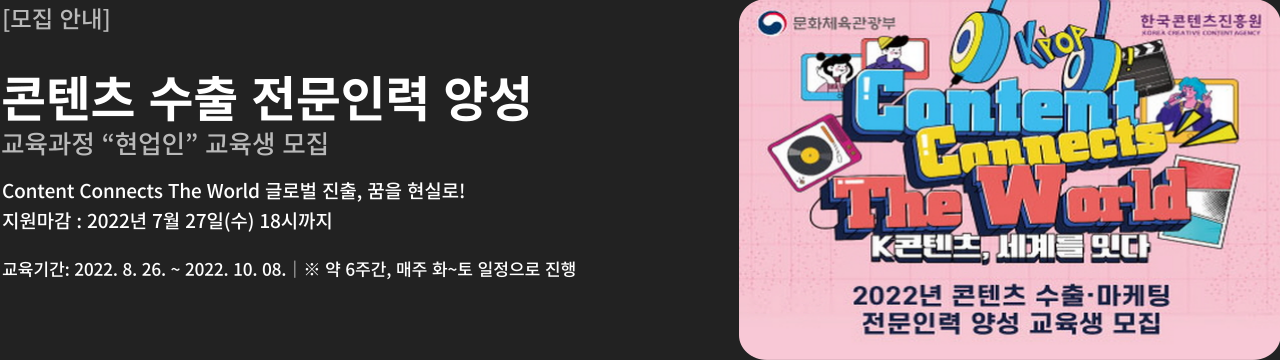 [모집 안내]
콘텐츠 수출 전문인력 양성
교육과정 “현업인” 교육생 모집
Content Connects The World 글로벌 진출, 꿈을 현실로!
지원마감 : 2022년 7월 27일(수) 18시까지
교육기간: 2022. 8. 26. ~ 2022. 10. 08. | ※ 약 6주간, 매주 화~토 일정으로 진행
문화체육관광부
한국콘텐츠진흥원
KOREA CREATIVE CONTENT AGENCY
KPOP
Content
Connects
The World
K콘텐츠, 세계를 잇다
2022년 콘텐츠 수출·마케팅
전문인력 양성 교육생 모집